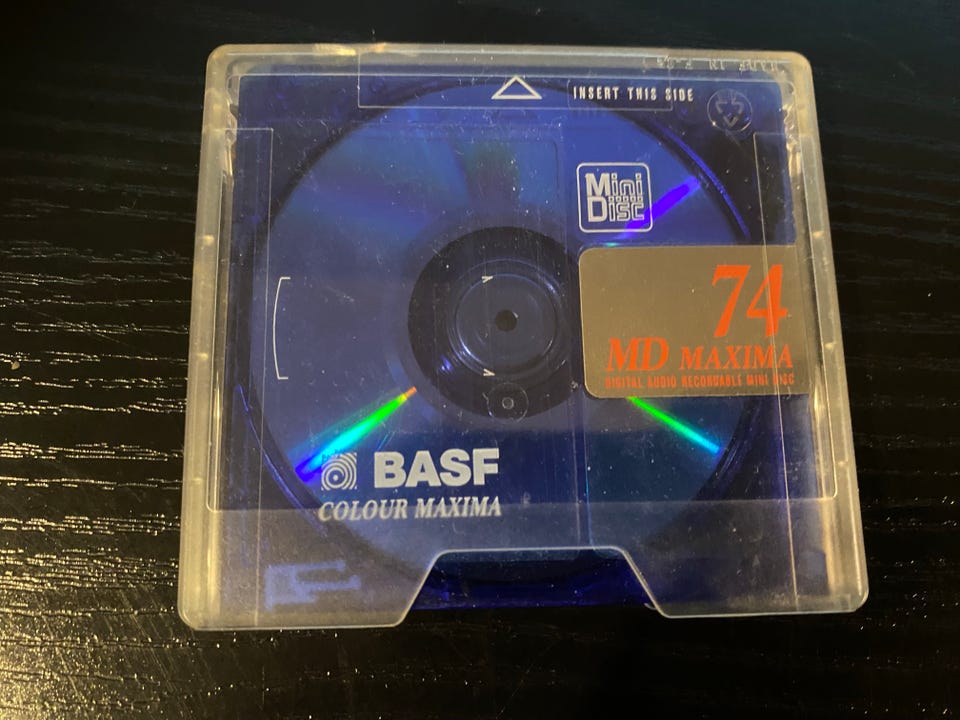 INSERT THIS SIDE
Mini
Disc
74
MD MAXIMA
DIGITAL AUDIO RECORDABLE MINI DISC
BASF
COLOUR MAXIMA